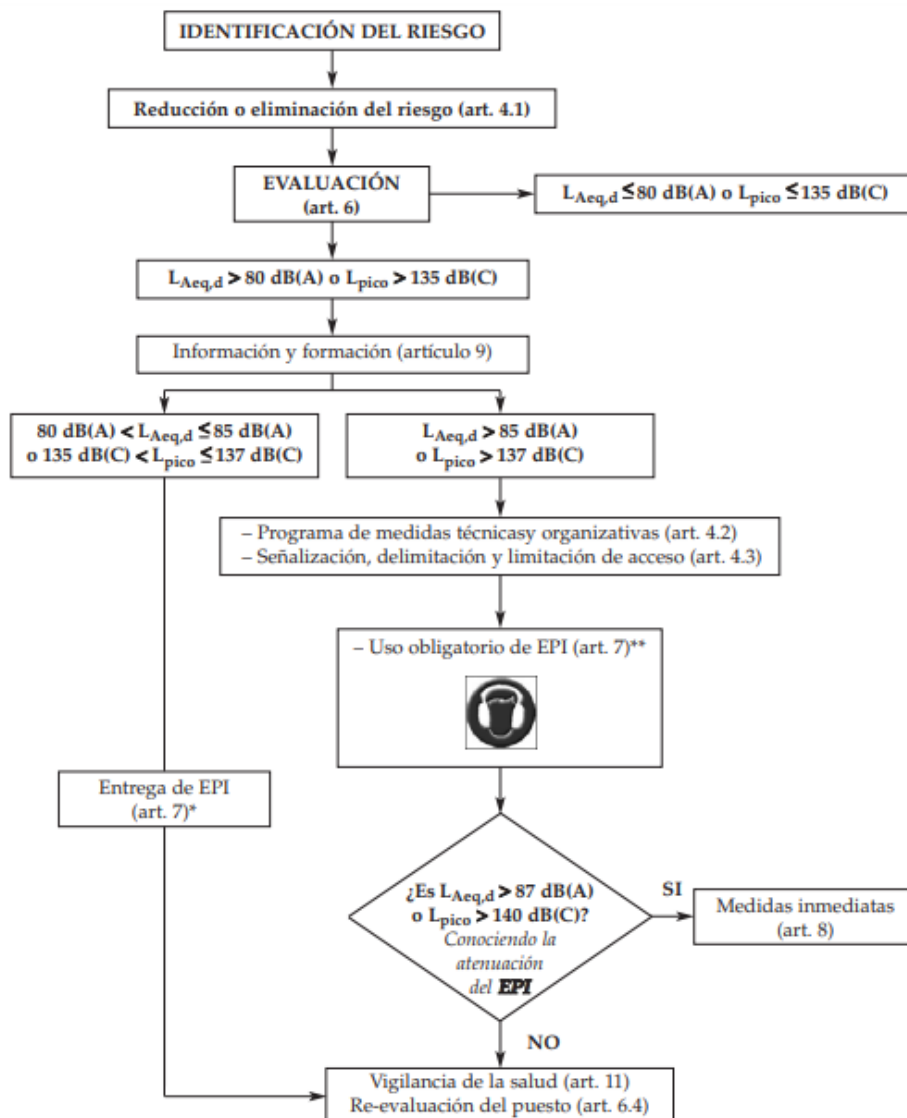 IDENTIFICACIÓN DEL RIESGO
Reducción o eliminación del riesgo (art. 4.1)
EVALUACIÓN
(art. 6)
LAeq,d ≤80 dB(A) o Lpico ≤135 dB(C)
LAeq,d > 80 dB(A) o Lpico > 135 dB(C)
Información y formación (artículo 9)
80 dB(A) < LAeq,d ≤85 dB(A)
o 135 dB(C) < Lpico ≤137 dB(C)
LAeq,d > 85 dB(A)
o Lpico > 137 dB(C)
– Programa de medidas técnicasy organizativas (art. 4.2)
– Señalización, delimitación y limitación de acceso (art. 4.3)
– Uso obligatorio de EPI (art. 7)**
Entrega de EPI
(art. 7)*
¿Es LAeq,d > 87 dB(A)
o Lpico > 140 dB(C)?
Conociendo la
atenuación
del EPI
SI
Medidas inmediatas
(art. 8)
NO
Vigilancia de la salud (art. 11)
Re-evaluación del puesto (art. 6.4)